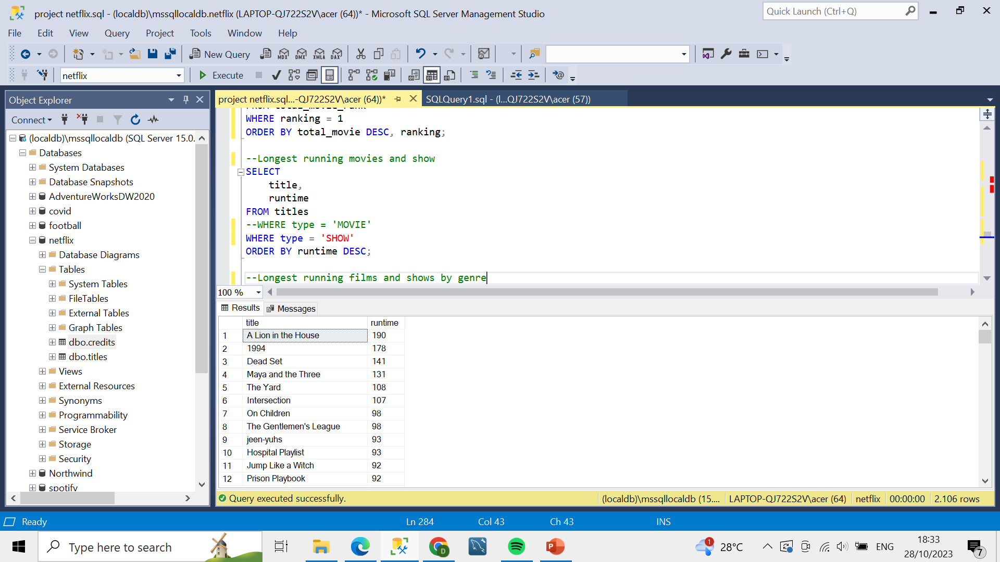 project netflix.sql - (localdb)\mssqllocaldb.netflix (LAPTOP-QJ722S2V\acer (64))* - Microsoft SQL Server Management Studio
Quick Launch (Ctrl+Q)
File Edit View Query Project Tools Window Help
New Query MDX DMX XMLA DAX
netflix Execute
Object Explorer
Connect
(localdb)\mssqllocaldb (SQL Server 15.0.
Databases
System Databases
Database Snapshots
AdventureWorksDW2020
covid
football
netflix
Database Diagrams
Tables
System Tables
FileTables
External Tables
Graph Tables
dbo.credits
dbo.titles
Views
External Resources
Synonyms
Programmability
Service Broker
Storage
Security
Northwind
spotify
project netflix.sql...-QJ722S2V\acer (64))* SQLQuery1.sql - (l...QJ722S2V\acer (57))
FROM total_movie_rank
WHERE ranking = 1
ORDER BY total_movie DESC, ranking;
--Longest running movies and show
SELECT
title,
runtime
FROM titles
--WHERE type = 'MOVIE'
WHERE type = 'SHOW'
ORDER BY runtime DESC;
--Longest running films and shows by genre
100 %
Results Messages
title runtime
1 A Lion in the House 190
2 1994 178
3 Dead Set 141
4 Maya and the Three 131
5 The Yard 108
6 Intersection 107
7 On Children 98
8 The Gentlemen's League 98
9 jeen-yuhs 93
10 Hospital Playlist 93
11 Jump Like a Witch 92
12 Prison Playbook 92
Query executed successfully. (localdb)\mssqllocaldb (15.... LAPTOP-QJ722S2V\acer (64) netflix 00:00:00 2.106 rows
Ready Ln 284 Col 43 Ch 43 INS
Type here to search
D
P
1
28°C
ENG
18:33
28/10/2023
7